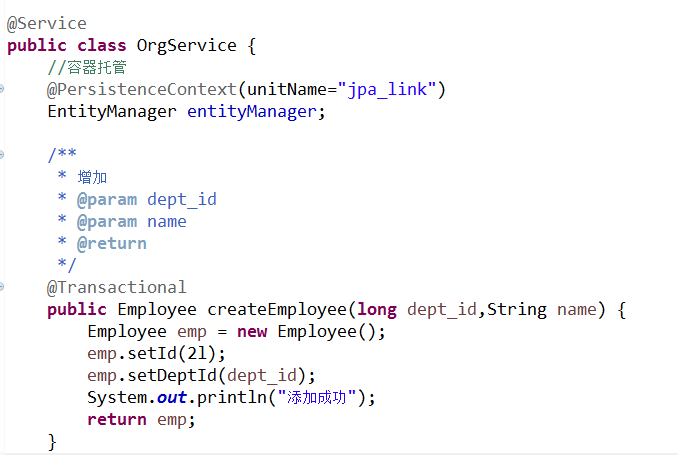 @Service
public class OrgService {
//容器托管
@PersistenceContext(unitName="jpa_link")
EntityManager entityManager;
/**
* 增加
* @param dept_id
* @param name
* @return
*/
@Transactional
public Employee createEmployee(long dept_id,String name) {
Employee emp = new Employee();
emp.setId(2l);
emp.setDeptId(dept_id);
System.out.println("添加成功");
return emp;
}